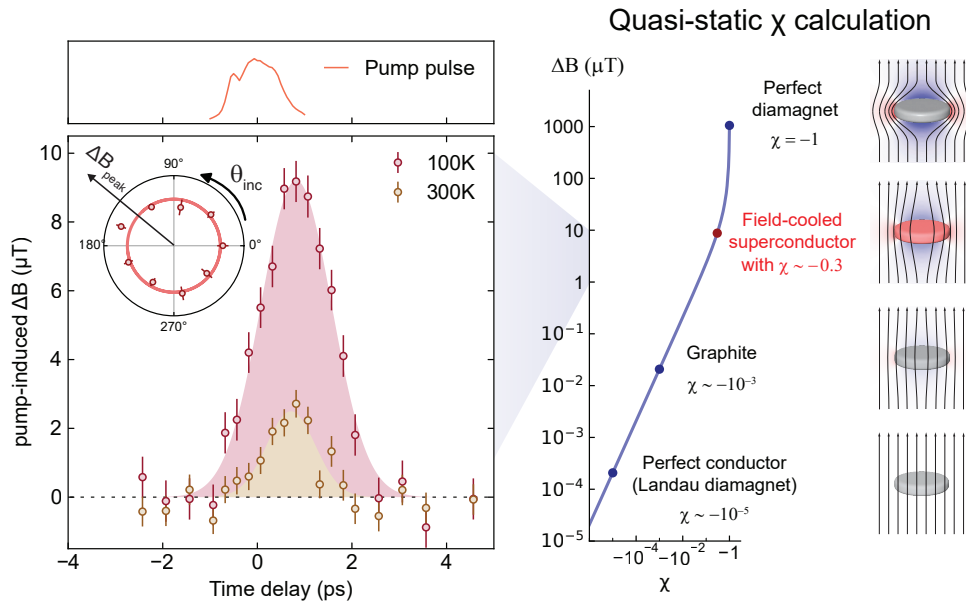 Quasi-static χ calculation
Pump pulse
pump-induced ΔB (μT)
10
8
6
4
2
0
100K
300K
ΔB
peak
θinc
90°
180°
0°
270°
−4
−2
0
2
4
Time delay (ps)
ΔB (μT)
1000
100
10
1
10⁻¹
10⁻²
10⁻³
10⁻⁴
10⁻⁵
-10⁻⁴
-10⁻²
-1
χ
Perfect
diamagnet
χ = −1
Field-cooled
superconductor
with χ ~ −0.3
Graphite
χ ~ −10⁻³
Perfect conductor
(Landau diamagnet)
χ ~ −10⁻⁵